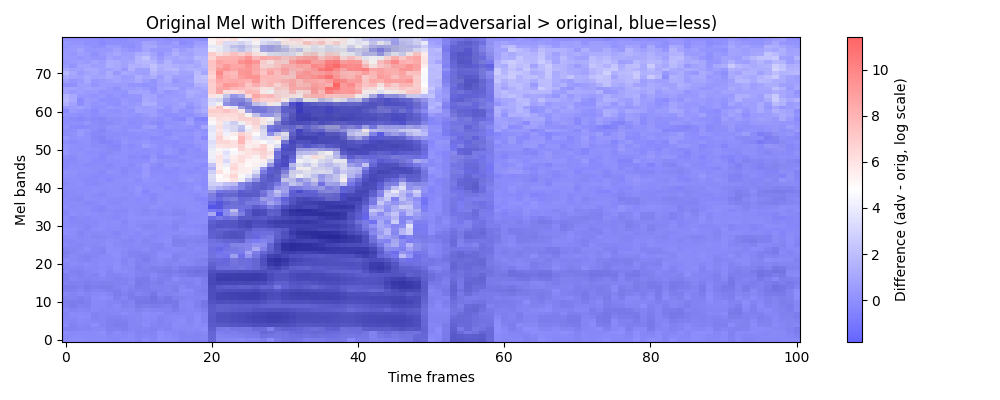 Original Mel with Differences (red=adversarial > original, blue=less)
70
60
50
40
30
20
10
0
Mel bands
0 20 40 60 80 100
Time frames
10
8
6
4
2
0
Difference (adv - orig, log scale)